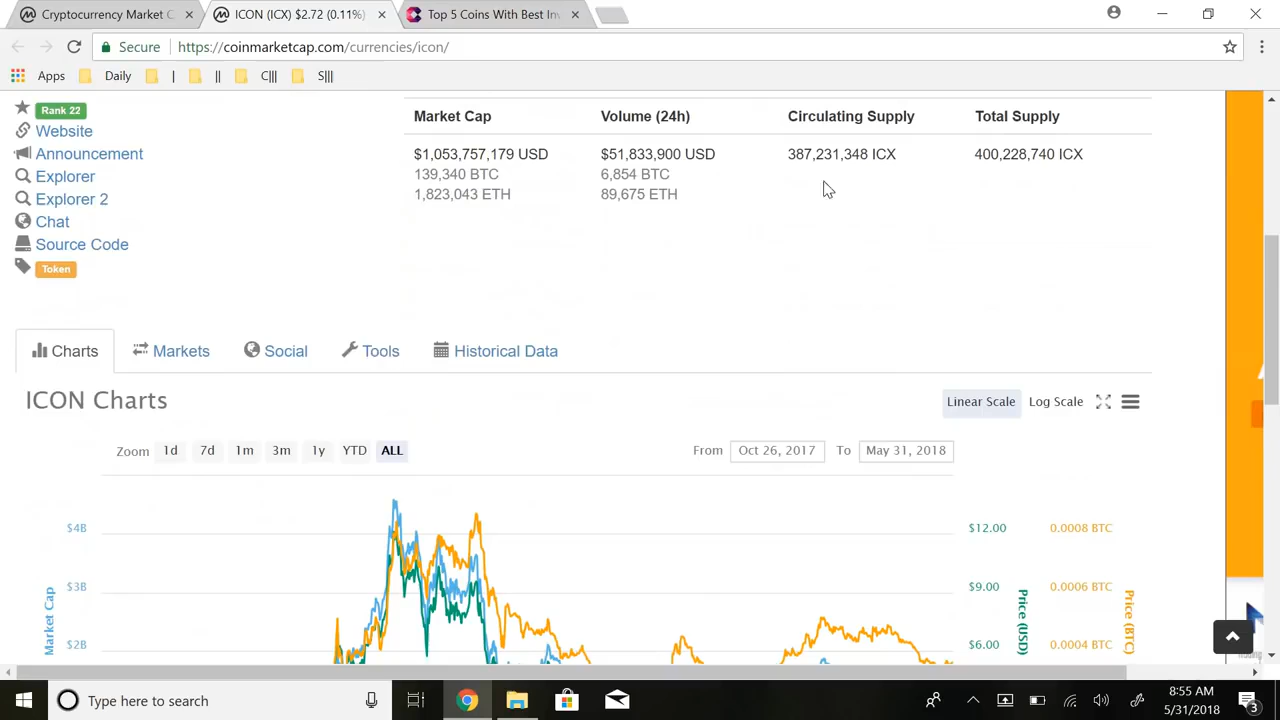 Cryptocurrency Market C
ICON (ICX) $2.72 (0.11%)
Top 5 Coins With Best In
Secure
https://coinmarketcap.com/currencies/icon/
Apps
Daily
|
||
C|||
S|||
Rank 22
Website
Announcement
Explorer
Explorer 2
Chat
Source Code
Token
Market Cap Volume (24h) Circulating Supply Total Supply
$1,053,757,179 USD $51,833,900 USD 387,231,348 ICX 400,228,740 ICX
139,340 BTC 6,854 BTC
1,823,043 ETH 89,675 ETH
Charts Markets Social Tools Historical Data
ICON Charts
Linear Scale Log Scale
Zoom 1d 7d 1m 3m 1y YTD ALL From Oct 26, 2017 To May 31, 2018
$4B $12.00 0.0008 BTC
$3B $9.00 0.0006 BTC
$2B $6.00 0.0004 BTC
Market Cap
Price (USD)
Price (BTC)
Type here to search
8:55 AM
5/31/2018
3